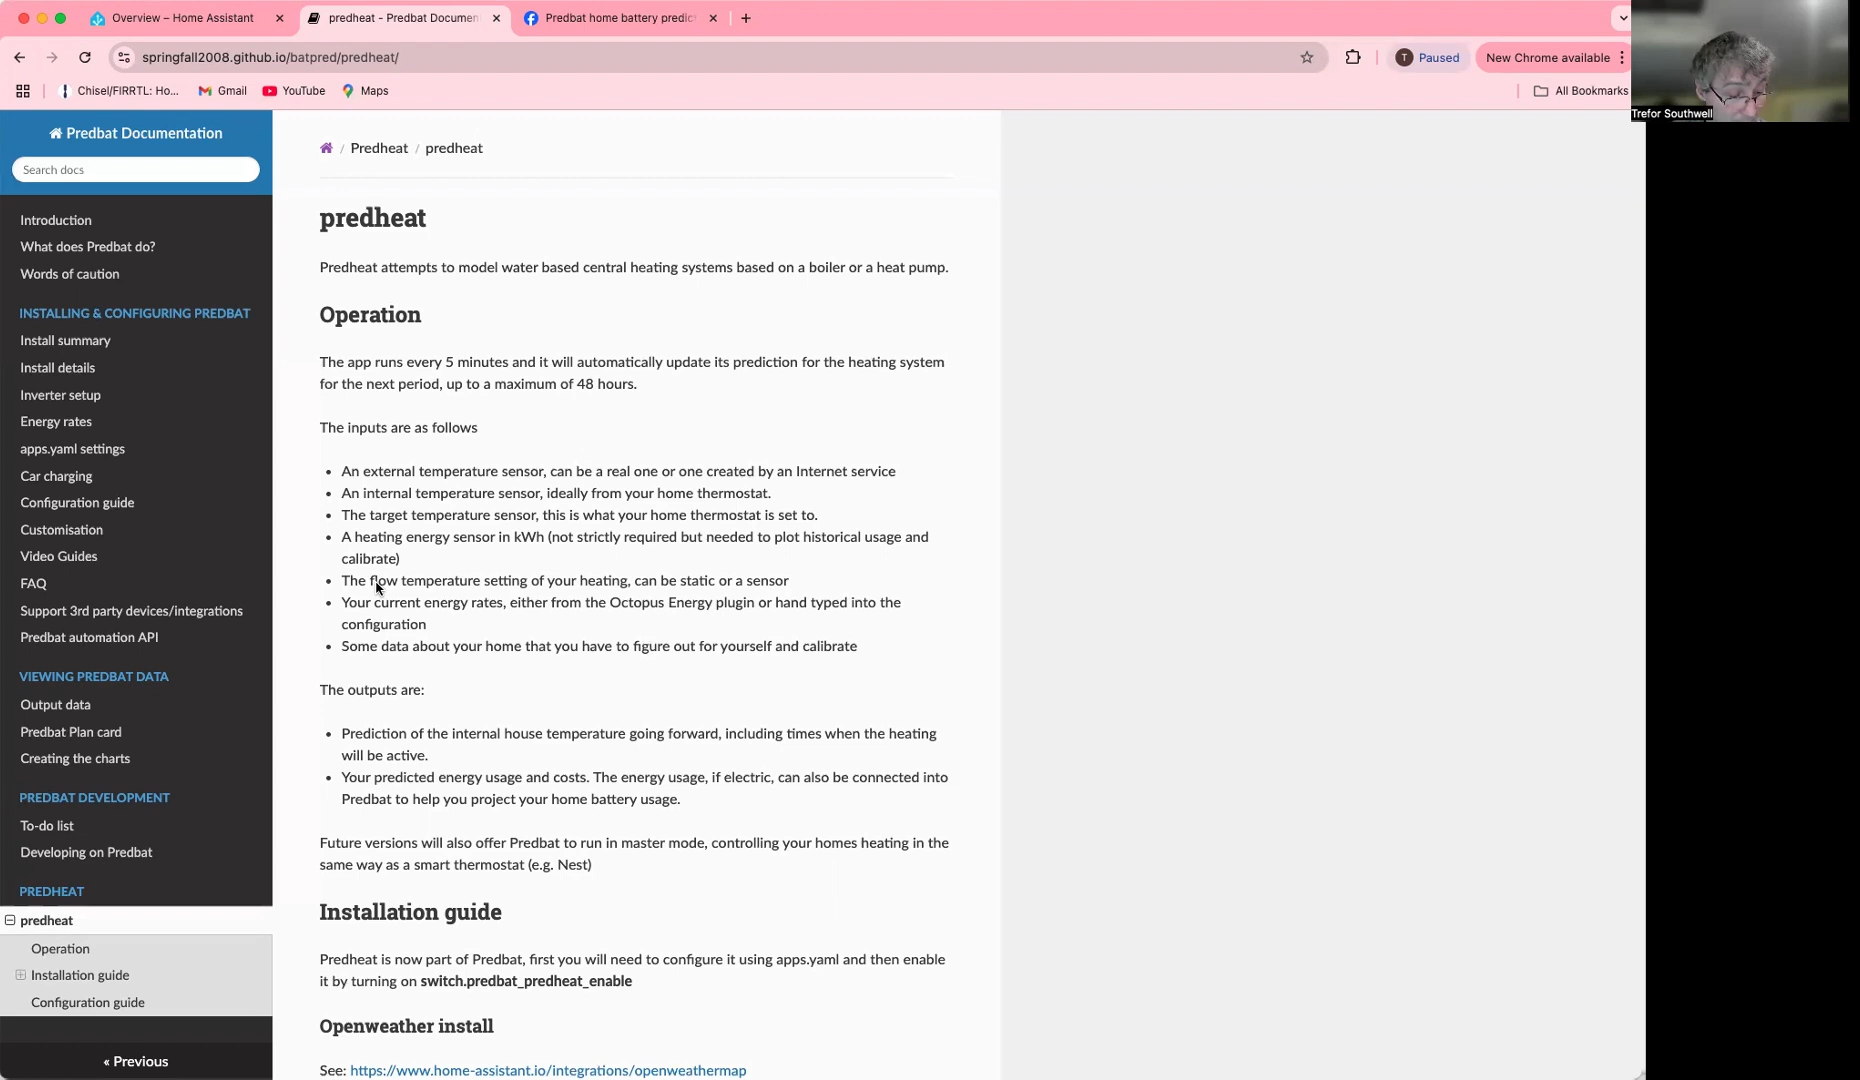 Overview – Home Assistant
predheat - Predbat Documen
Predbat home battery predic
springfall2008.github.io/batpred/predheat/
T Paused
New Chrome available
Chisel/FIRRTL: Ho...
Gmail
YouTube
Maps
All Bookmarks
Trefor Southwell
Predbat Documentation
Search docs
Introduction
What does Predbat do?
Words of caution
INSTALLING & CONFIGURING PREDBAT
Install summary
Install details
Inverter setup
Energy rates
apps.yaml settings
Car charging
Configuration guide
Customisation
Video Guides
FAQ
Support 3rd party devices/integrations
Predbat automation API
VIEWING PREDBAT DATA
Output data
Predbat Plan card
Creating the charts
PREDBAT DEVELOPMENT
To-do list
Developing on Predbat
PREDHEAT
predheat
Operation
Installation guide
Configuration guide
« Previous
/ Predheat / predheat
predheat
Predheat attempts to model water based central heating systems based on a boiler or a heat pump.
Operation
The app runs every 5 minutes and it will automatically update its prediction for the heating system
for the next period, up to a maximum of 48 hours.
The inputs are as follows
• An external temperature sensor, can be a real one or one created by an Internet service
• An internal temperature sensor, ideally from your home thermostat.
• The target temperature sensor, this is what your home thermostat is set to.
• A heating energy sensor in kWh (not strictly required but needed to plot historical usage and
calibrate)
• The flow temperature setting of your heating, can be static or a sensor
• Your current energy rates, either from the Octopus Energy plugin or hand typed into the
configuration
• Some data about your home that you have to figure out for yourself and calibrate
The outputs are:
• Prediction of the internal house temperature going forward, including times when the heating
will be active.
• Your predicted energy usage and costs. The energy usage, if electric, can also be connected into
Predbat to help you project your home battery usage.
Future versions will also offer Predbat to run in master mode, controlling your homes heating in the
same way as a smart thermostat (e.g. Nest)
Installation guide
Predheat is now part of Predbat, first you will need to configure it using apps.yaml and then enable
it by turning on switch.predbat_predheat_enable
Openweather install
See: https://www.home-assistant.io/integrations/openweathermap